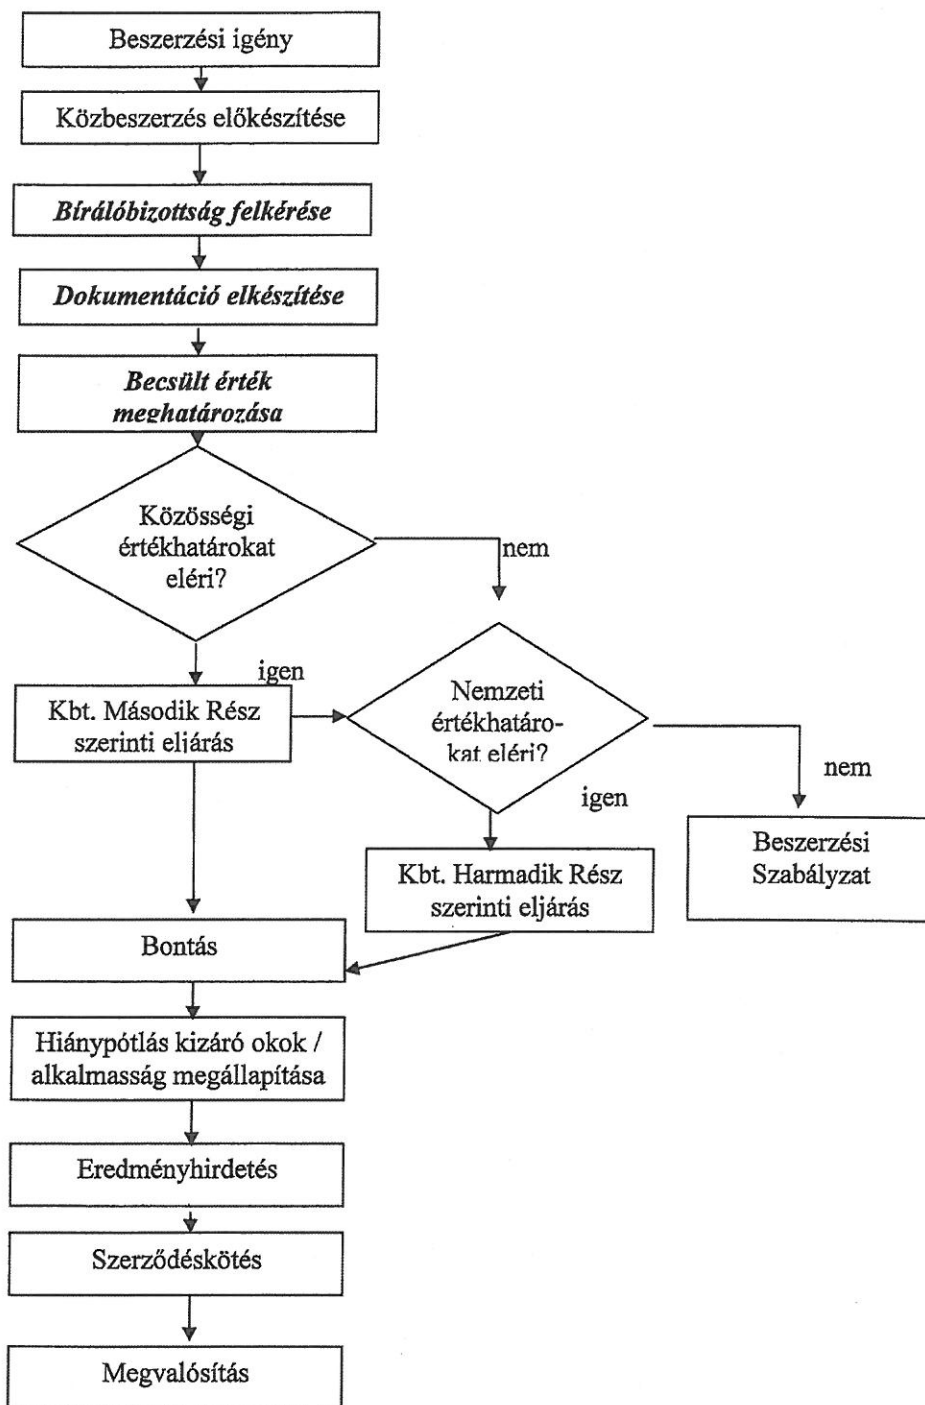 Beszerzési igény
Közbeszerzés előkészítése
Bírálóbizottság felkérése
Dokumentáció elkészítése
Becsült érték
meghatározása
Közösségi
értékhatárokat
eléri?
nem
igen
Kbt. Második Rész
szerinti eljárás
Nemzeti
értékhatáro-
kat eléri?
nem
igen
Beszerzési
Szabályzat
Kbt. Harmadik Rész
szerinti eljárás
Bontás
Hiánypótlás kizáró okok /
alkalmasság megállapítása
Eredményhirdetés
Szerződéskötés
Megvalósítás